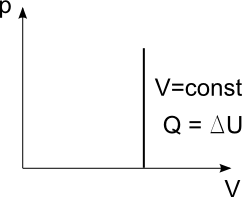 p
V=const
Q = ΔU
V